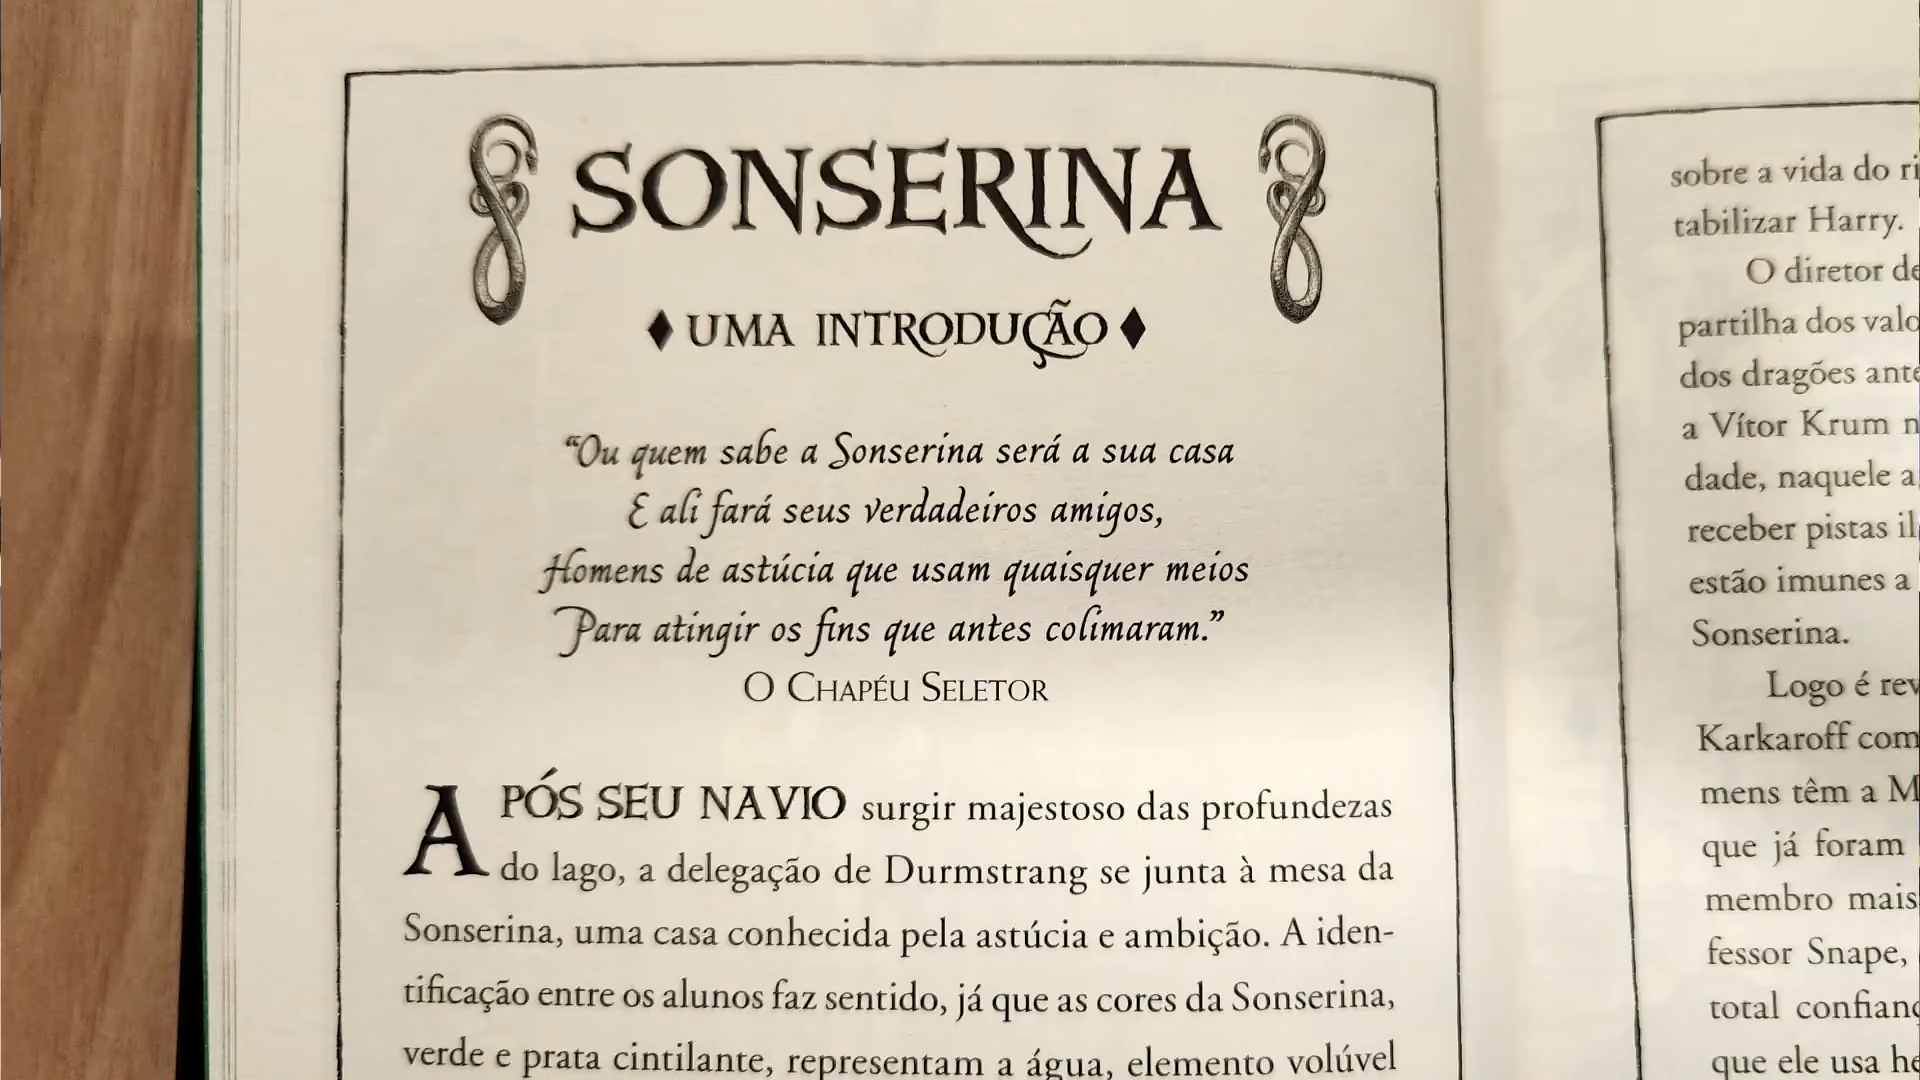 SONSERINA
UMA INTRODUÇÃO
“Ou quem sabe a Sonserina será a sua casa
E ali fará seus verdadeiros amigos,
Homens de astúcia que usam quaisquer meios
Para atingir os fins que antes colimaram.”
O CHAPÉU SELETOR
APÓS SEU NAVIO surgir majestoso das profundezas
do lago, a delegação de Durmstrang se junta à mesa da
Sonserina, uma casa conhecida pela astúcia e ambição. A iden-
tificação entre os alunos faz sentido, já que as cores da Sonserina,
verde e prata cintilante, representam a água, elemento volúvel
sobre a vida do
tabilizar Harry.
O diretor
partilha dos
dos dragões
a Vítor Krum
dade, naquele
receber pistas
estão imunes a
Sonserina.
Logo é
Karkaroff
mens têm a
que já foram
membro mais
fessor Snape,
total
que ele usa